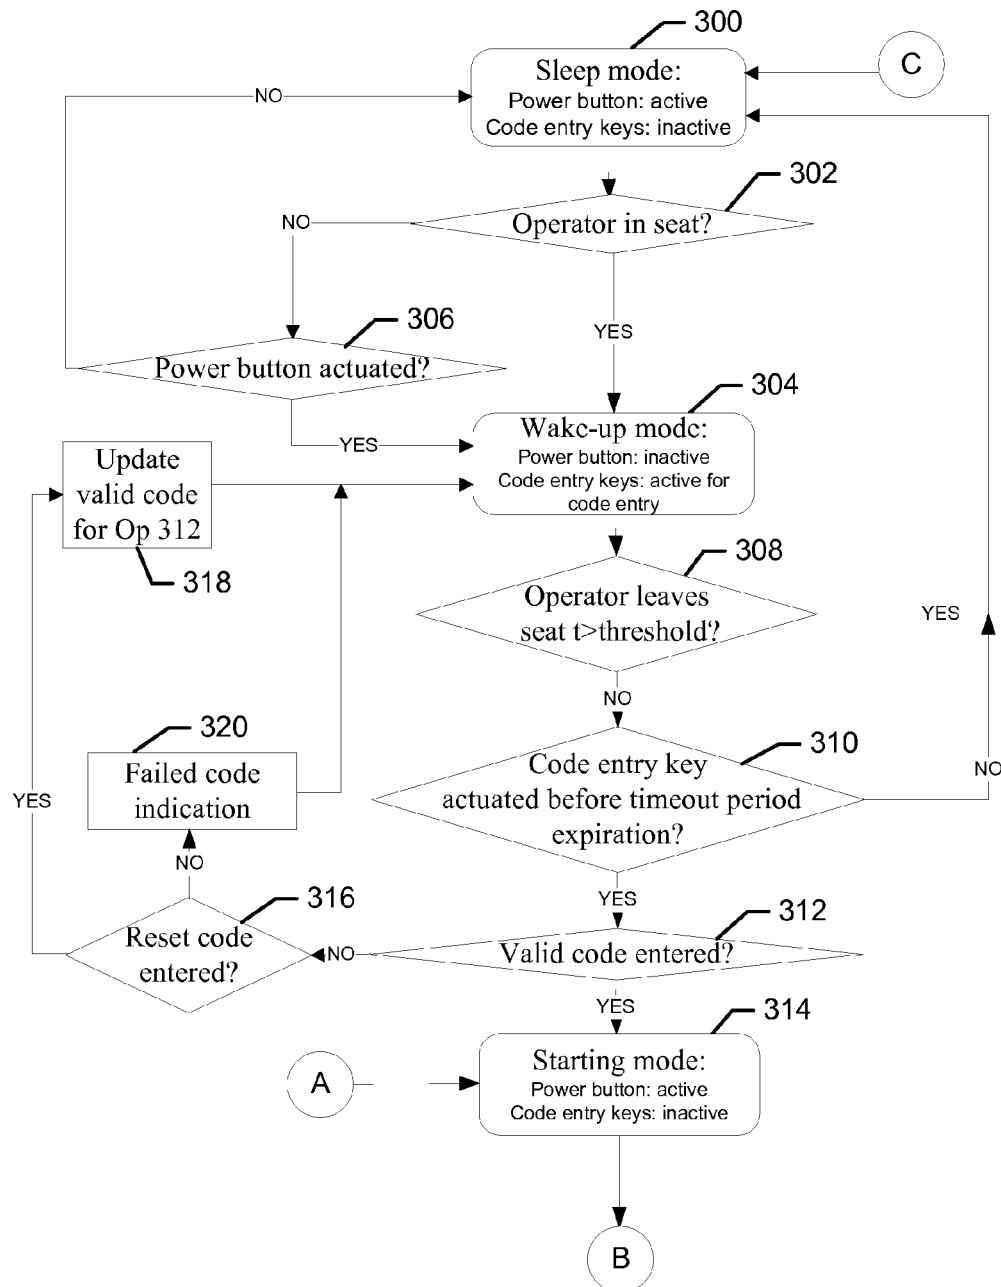 300
Sleep mode:
Power button: active
Code entry keys: inactive
C
NO
302
Operator in seat?
NO
306
Power button actuated?
YES
304
Wake-up mode:
Power button: inactive
Code entry keys: active for
code entry
YES
Update
valid code
for Op 312
318
308
Operator leaves
seat t>threshold?
YES
NO
320
Failed code
indication
310
Code entry key
actuated before timeout period
expiration?
NO
YES
NO
YES
316
Reset code
entered?
NO
312
Valid code entered?
YES
314
Starting mode:
Power button: active
Code entry keys: inactive
A
B